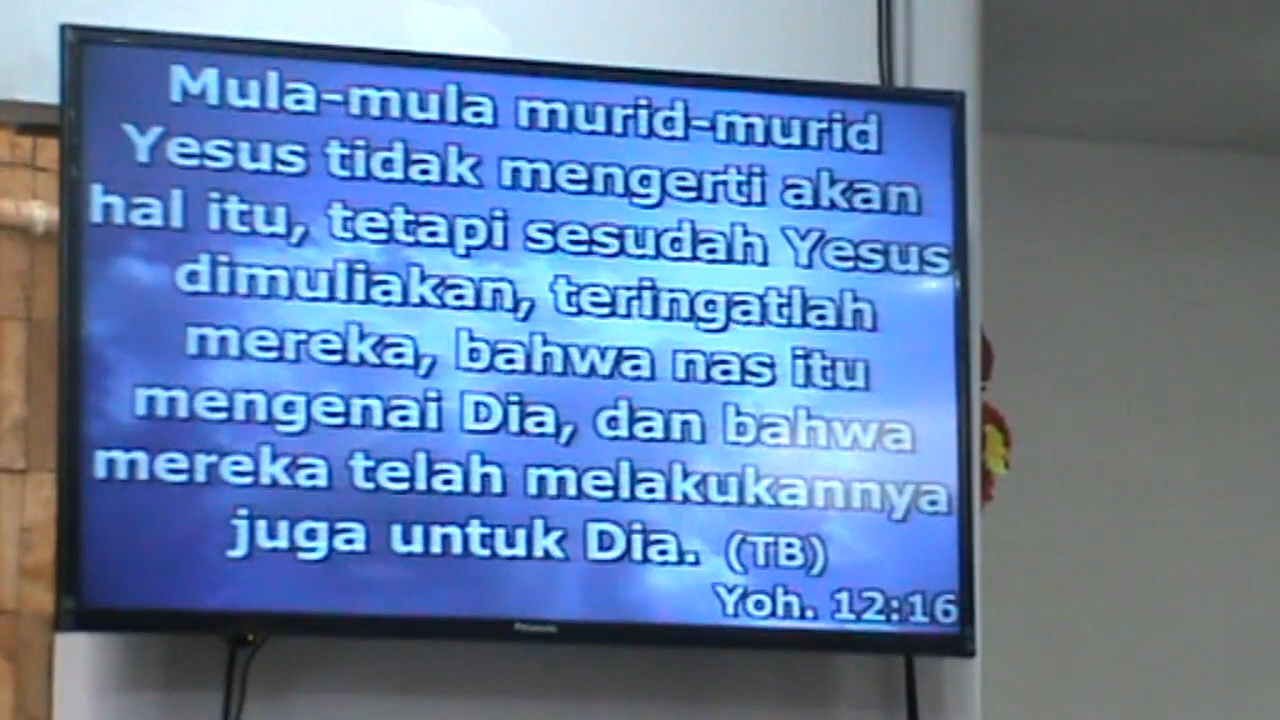 Mula-mula murid-murid
Yesus tidak mengerti akan
hal itu, tetapi sesudah Yesus
dimuliakan, teringatlah
mereka, bahwa nas itu
mengenai Dia, dan bahwa
mereka telah melakukannya
juga untuk Dia. (TB)
Yoh. 12:16
Panasonic